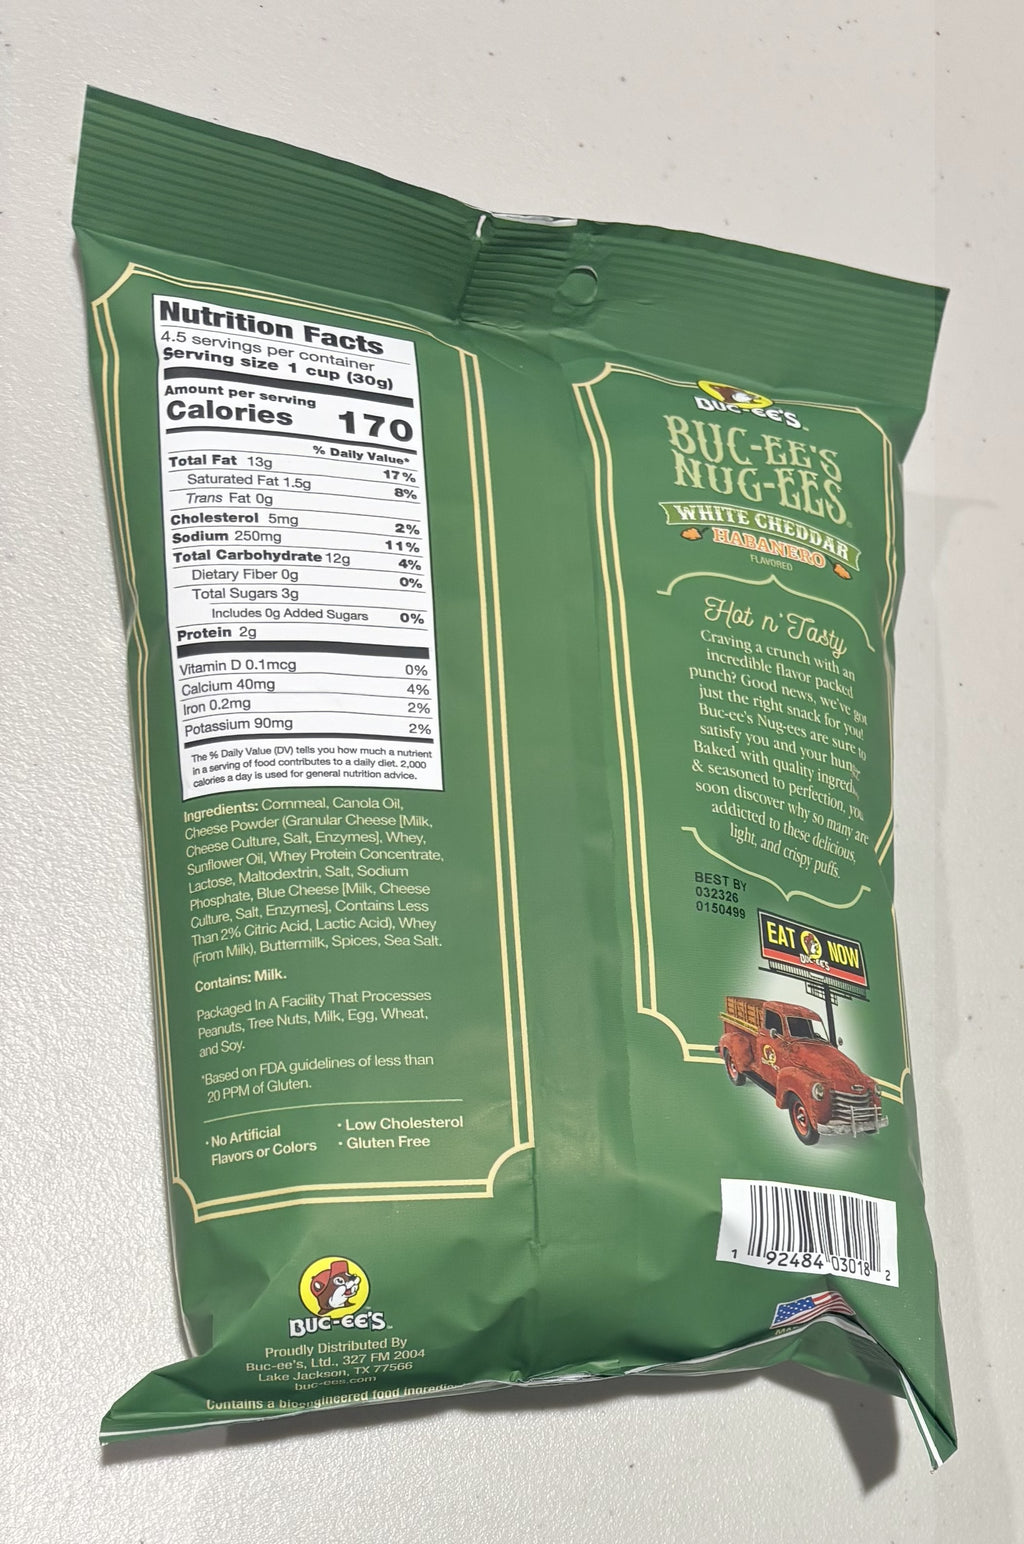 Nutrition Facts
4.5 servings per container
Serving size 1 cup (30g)
Amount per serving
Calories 170
% Daily Value*
Total Fat 13g 17%
Saturated Fat 1.5g 8%
Trans Fat 0g
Cholesterol 5mg 2%
Sodium 250mg 11%
Total Carbohydrate 12g 4%
Dietary Fiber 0g 0%
Total Sugars 3g
Includes 0g Added Sugars 0%
Protein 2g
Vitamin D 0.1mcg 0%
Calcium 40mg 4%
Iron 0.2mg 2%
Potassium 90mg 2%
The % Daily Value (DV) tells you how much a nutrient
in a serving of food contributes to a daily diet. 2,000
calories a day is used for general nutrition advice.
Ingredients: Cornmeal, Canola Oil,
Cheese Powder (Granular Cheese [Milk,
Cheese Culture, Salt, Enzymes], Whey,
Sunflower Oil, Whey Protein Concentrate,
Lactose, Maltodextrin, Salt, Sodium
Phosphate, Blue Cheese [Milk, Cheese
Culture, Salt, Enzymes], Contains Less
Than 2% Citric Acid, Lactic Acid), Whey
(From Milk), Buttermilk, Spices, Sea Salt.
Contains: Milk.
Packaged In A Facility That Processes
Peanuts, Tree Nuts, Milk, Egg, Wheat,
and Soy.
*Based on FDA guidelines of less than
20 PPM of Gluten.
• No Artificial
Flavors or Colors
• Low Cholesterol
• Gluten Free
BUC-EE'S™
Proudly Distributed By
Buc-ee's, Ltd., 327 FM 2004
Lake Jackson, TX 77566
buc-ees.com
Contains a bioengineered food
BUC-EE'S™
BUC-EE'S
NUG-EES®
WHITE CHEDDAR
HABANERO
FLAVORED
Hot n' Tasty
Craving a crunch with an
incredible flavor packed
punch? Good news, we've got
just the right snack for you!
Buc-ee's Nug-ees are sure to
satisfy you and your hunger
Baked with quality
& seasoned to perfection, you
soon discover why so many are
addicted to these delicious,
light, and crispy puffs.
BEST BY
032326
0150499
EAT NOW
BUC-EE'S
1 92484 03018 2